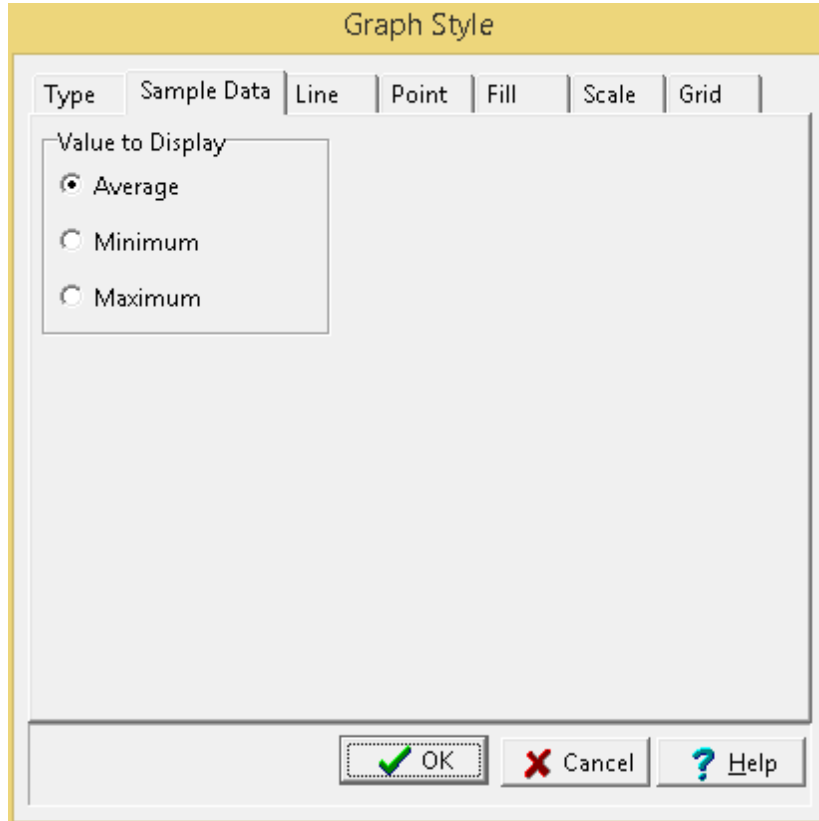 Graph Style
Type Sample Data Line Point Fill Scale Grid
Value to Display
Average
Minimum
Maximum
OK Cancel Help